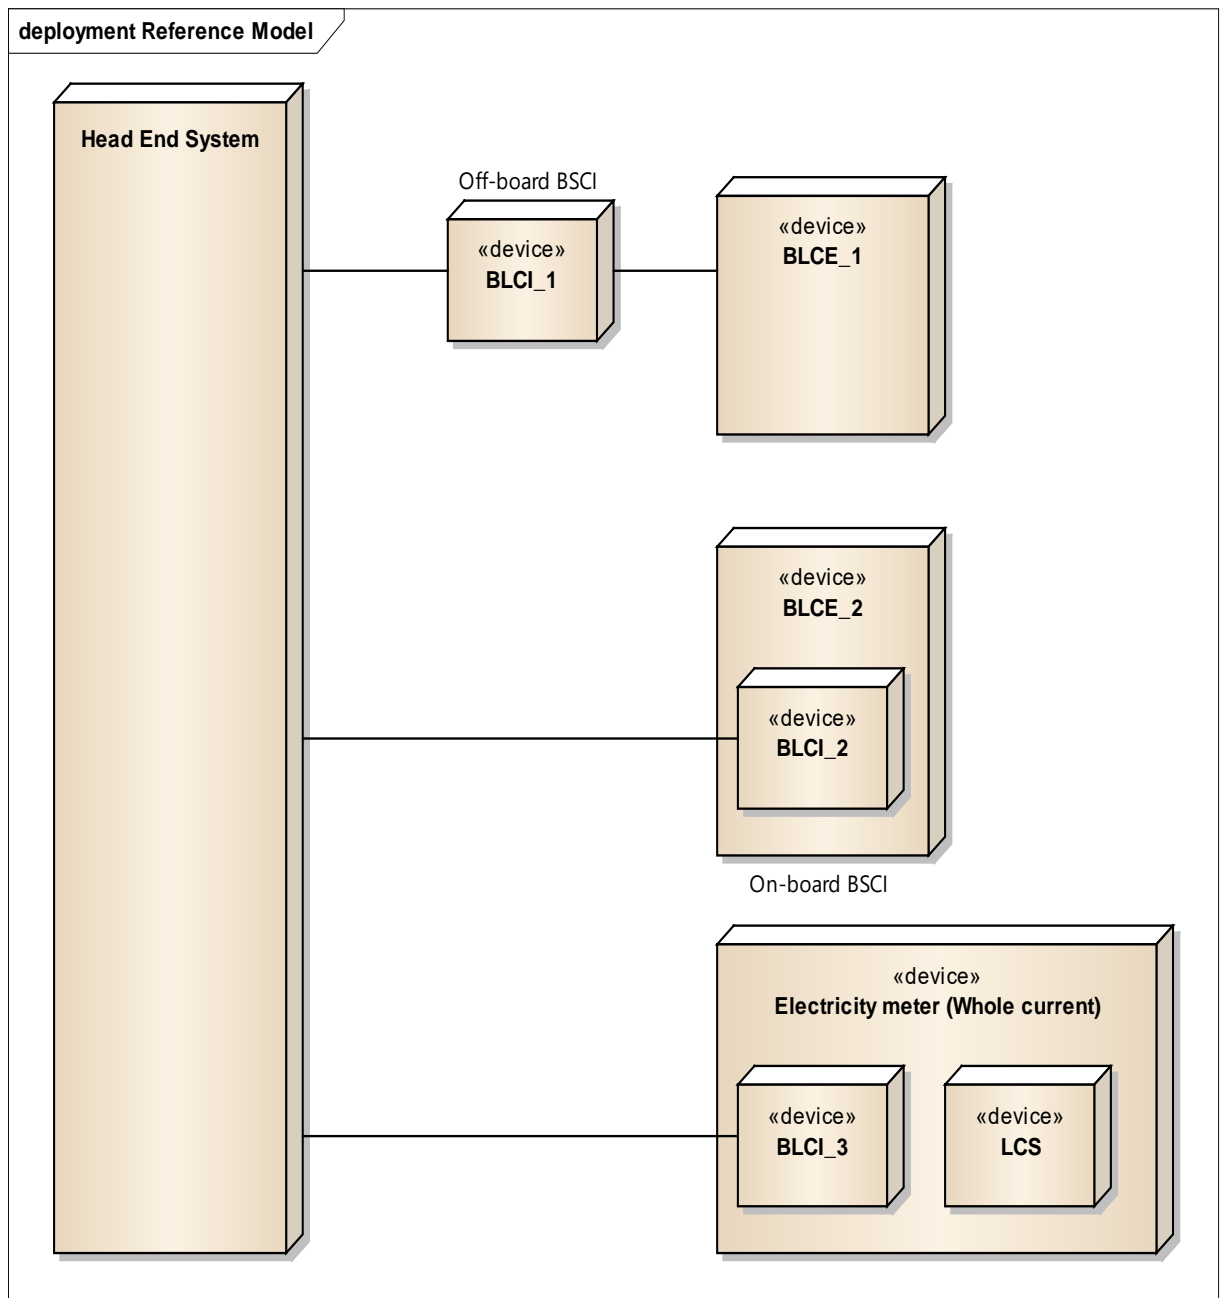 deployment Reference Model
Head End System
Off-board BSCI
«device»
BLCI_1
«device»
BLCE_1
«device»
BLCE_2
«device»
BLCI_2
On-board BSCI
«device»
Electricity meter (Whole current)
«device»
BLCI_3
«device»
LCS